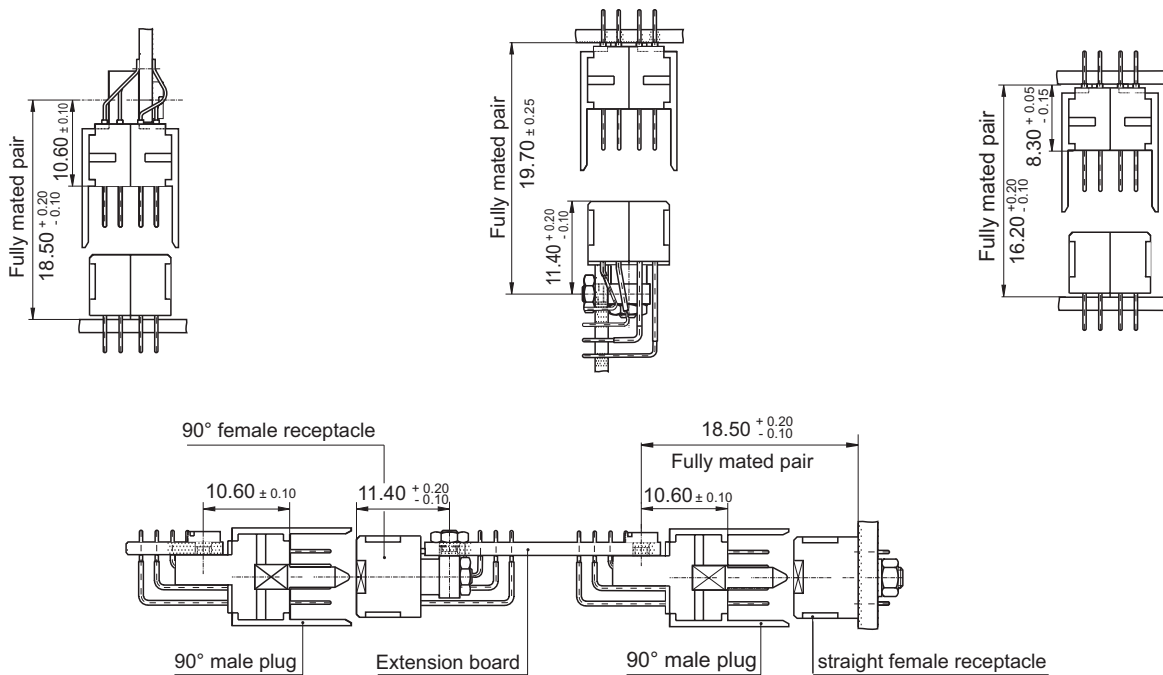 Fully mated pair
18.50 + 0.20 - 0.10
10.60 ± 0.10
Fully mated pair
19.70 ± 0.25
11.40 + 0.20 - 0.10
Fully mated pair
16.20 +0.20 - 0.10
8.30 + 0.05 - 0.15
90° female receptacle
18.50 + 0.20 - 0.10
Fully mated pair
10.60 ± 0.10
11.40 + 0.20 - 0.10
10.60 ± 0.10
90° male plug
Extension board
90° male plug
straight female receptacle